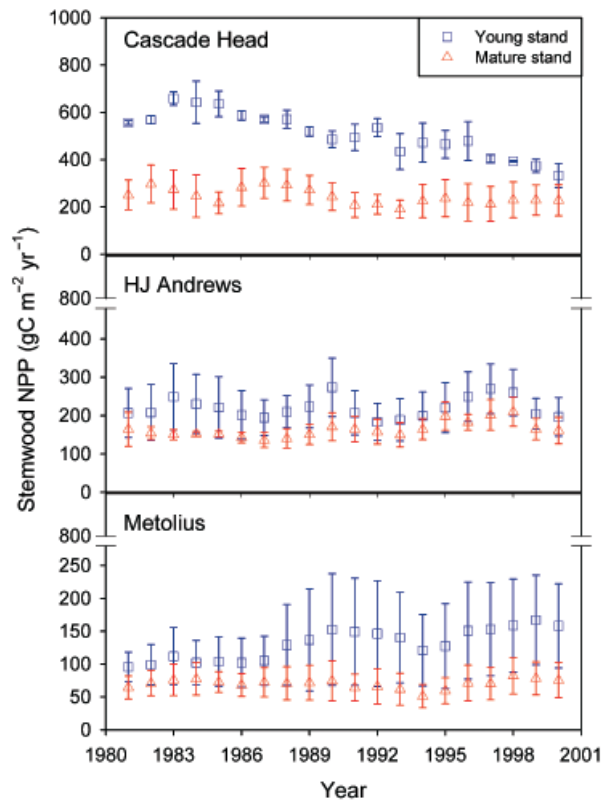 1000
Cascade Head
Young stand
Mature stand
800
600
400
200
0
HJ Andrews
800
400
300
200
100
0
Metolius
800
250
200
150
100
50
0
1980 1983 1986 1989 1992 1995 1998 2001
Year
Stemwood NPP (gC m⁻² yr⁻¹)